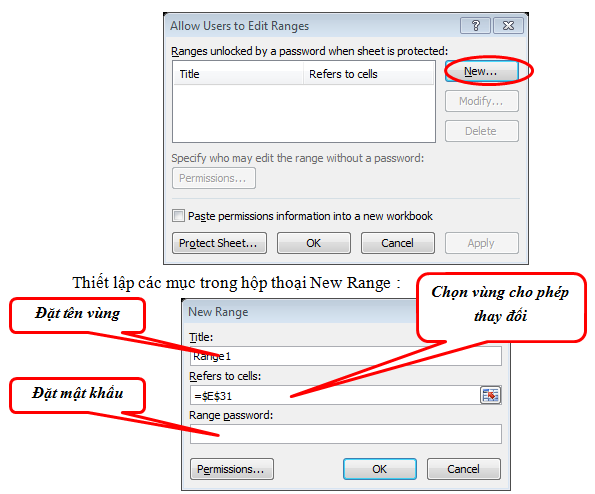 Allow Users to Edit Ranges
Ranges unlocked by a password when sheet is protected:
Title Refers to cells
New...
Modify...
Delete
Specify who may edit the range without a password:
Permissions...
Paste permissions information into a new workbook
Protect Sheet... OK Cancel Apply
Thiết lập các mục trong hộp thoại New Range :
Chọn vùng cho phép
thay đổi
Đặt tên vùng
New Range
Title:
Range1
Refers to cells:
=$E$31
Đặt mật khẩu
Range password:
Permissions... OK Cancel